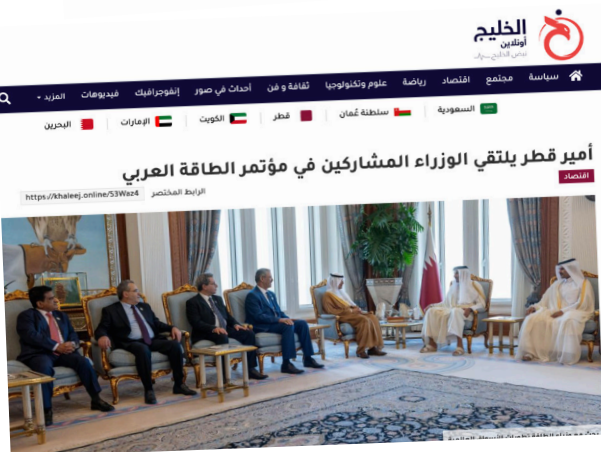 الخليج
أونلاين
سياسة مجتمع اقتصاد رياضة علوم وتكنولوجيا ثقافة و فن أحداث في صور إنفوجرافيك فيديوهات المزيد
السعودية سلطنة عُمان قطر الكويت الإمارات البحرين
أمير قطر يلتقي الوزراء المشاركين في مؤتمر الطاقة العربي
اقتصاد
الرابط المختصر https://khaleej.online/53Waz4